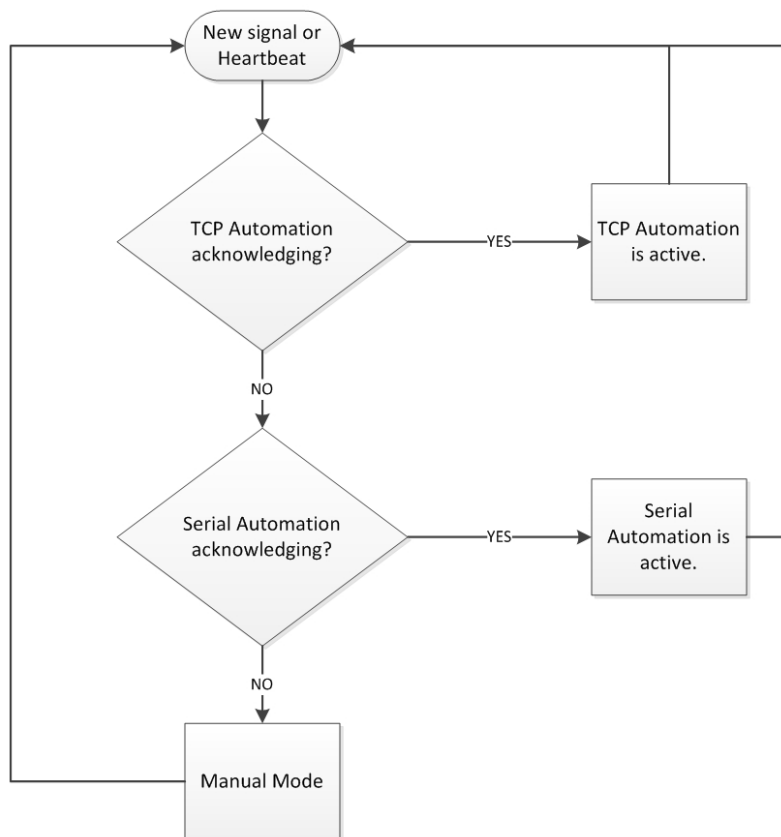 New signal or
Heartbeat
TCP Automation
acknowledging?
YES
TCP Automation
is active.
NO
Serial Automation
acknowledging?
YES
Serial
Automation is
active.
NO
Manual Mode